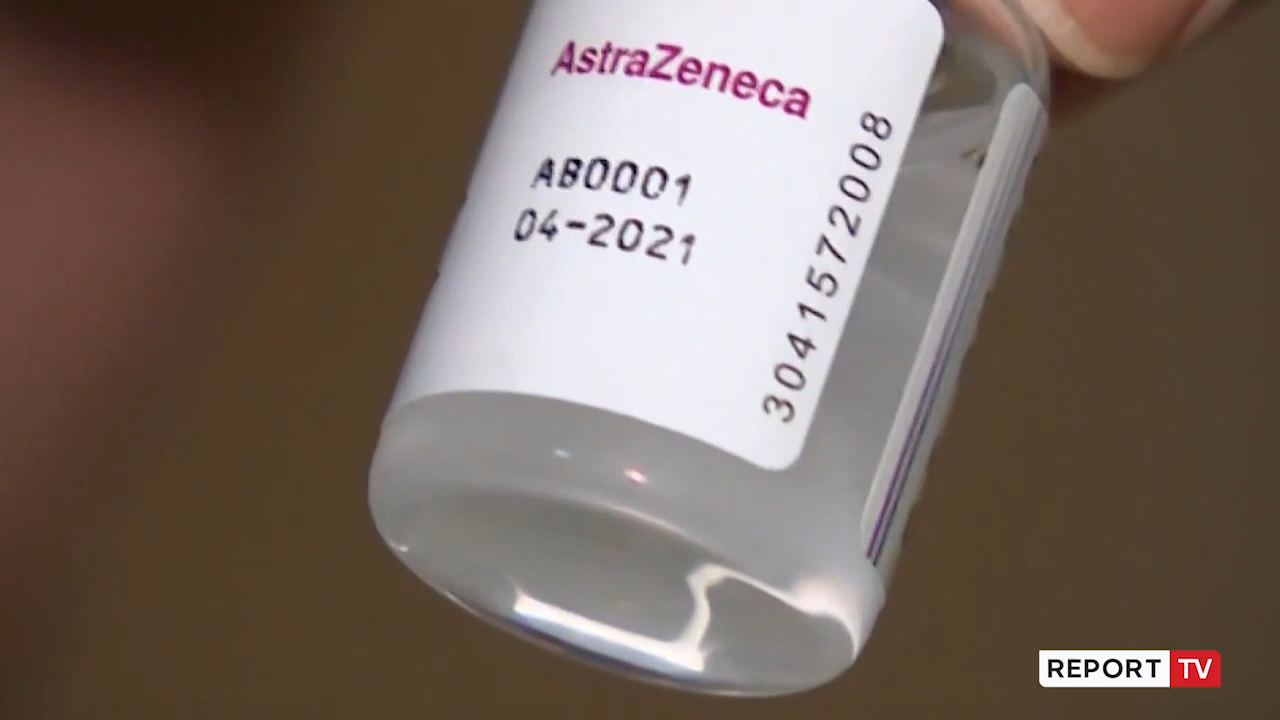 AstraZeneca
AB0001
04-2021
3041572008
REPORT TV